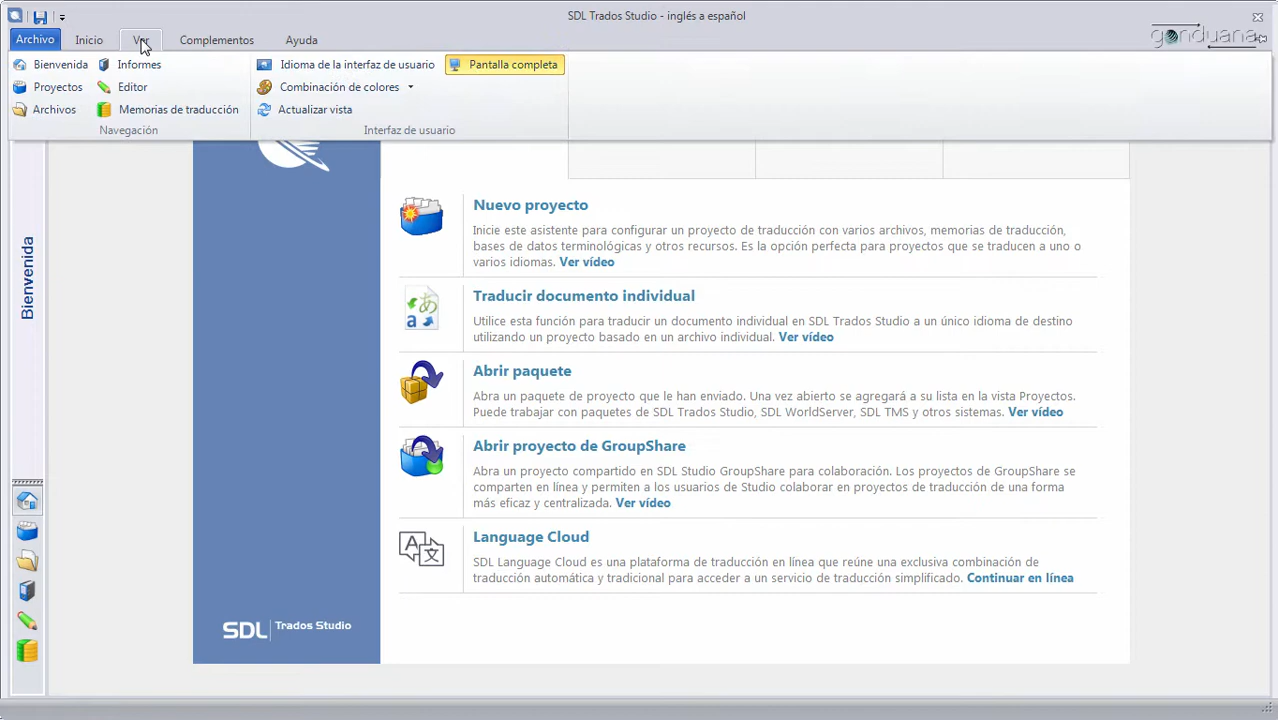 SDL Trados Studio - inglés a español
Archivo Inicio Ver Complementos Ayuda
gonduana
Bienvenida Informes Idioma de la interfaz de usuario Pantalla completa
Proyectos Editor Combinación de colores
Archivos Memorias de traducción Actualizar vista
Navegación Interfaz de usuario
Bienvenida
Nuevo proyecto
Inicie este asistente para configurar un proyecto de traducción con varios archivos, memorias de traducción,
bases de datos terminológicas y otros recursos. Es la opción perfecta para proyectos que se traducen a uno o
varios idiomas. Ver vídeo
Traducir documento individual
Utilice esta función para traducir un documento individual en SDL Trados Studio a un único idioma de destino
utilizando un proyecto basado en un archivo individual. Ver vídeo
Abrir paquete
Abra un paquete de proyecto que le han enviado. Una vez abierto se agregará a su lista en la vista Proyectos.
Puede trabajar con paquetes de SDL Trados Studio, SDL WorldServer, SDL TMS y otros sistemas. Ver vídeo
Abrir proyecto de GroupShare
Abra un proyecto compartido en SDL Studio GroupShare para colaboración. Los proyectos de GroupShare se
comparten en línea y permiten a los usuarios de Studio colaborar en proyectos de traducción de una forma
más eficaz y centralizada. Ver vídeo
Language Cloud
SDL Language Cloud es una plataforma de traducción en línea que reúne una exclusiva combinación de
traducción automática y tradicional para acceder a un servicio de traducción simplificado. Continuar en línea
SDL Trados Studio